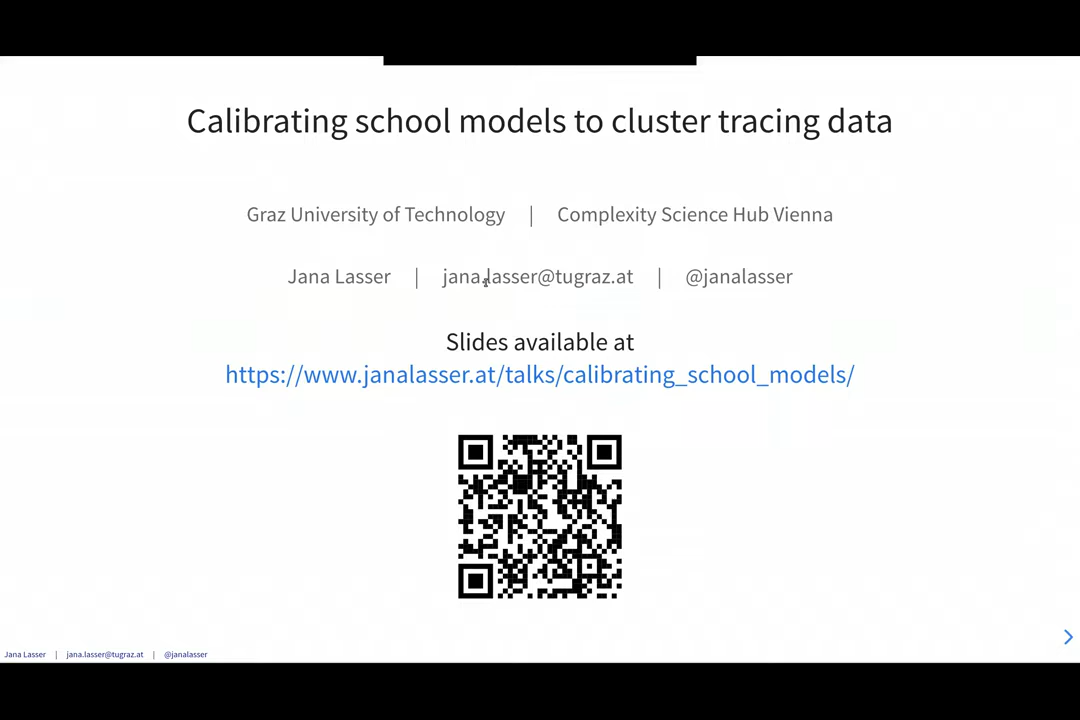 Calibrating school models to cluster tracing data
Graz University of Technology | Complexity Science Hub Vienna
Jana Lasser | jana.lasser@tugraz.at | @janalasser
Slides available at
https://www.janalasser.at/talks/calibrating_school_models/
Jana Lasser | jana.lasser@tugraz.at | @janalasser